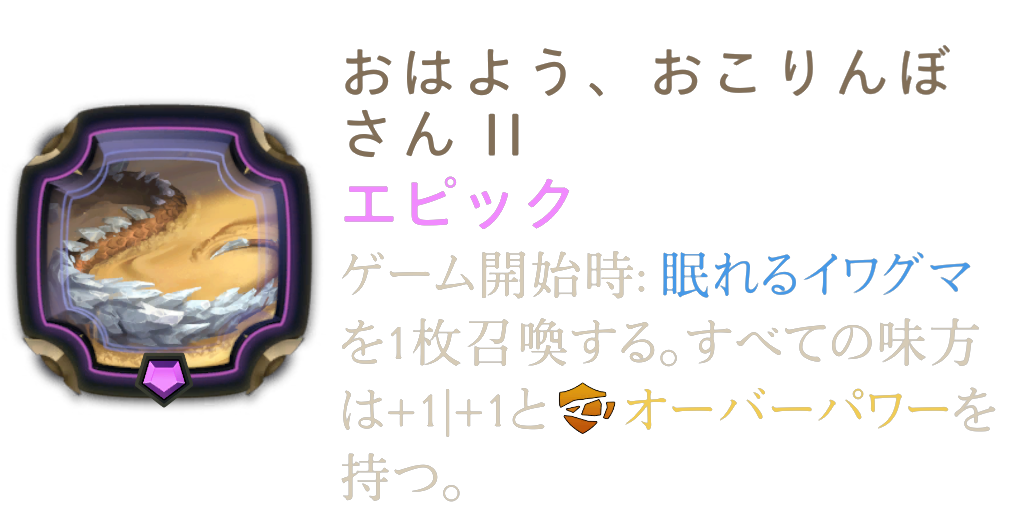 おはよう、おこりんぼ
さん II
エピック
ゲーム開始時: 眠れるイワグマ
を1枚召喚する。すべての味方
は+1|+1とオーバーパワーを
持つ。